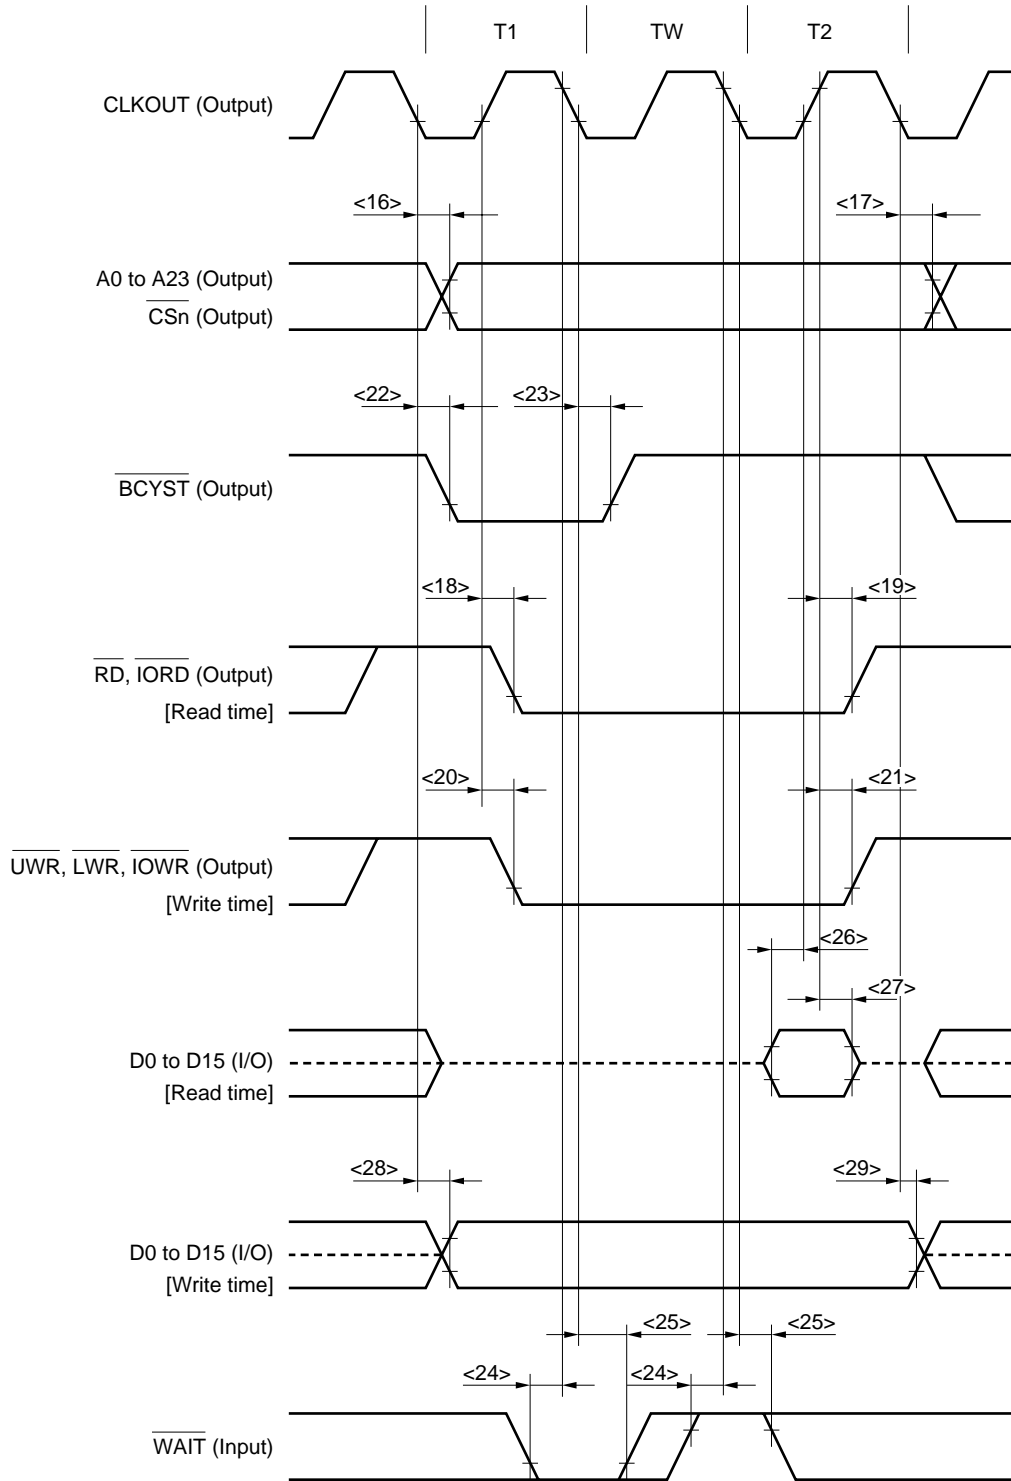 T1 TW T2
CLKOUT (Output)
<16> <17>
A0 to A23 (Output)
CSn (Output)
<22> <23>
BCYST (Output)
<18> <19>
RD, IORD (Output)
[Read time]
<20> <21>
UWR, LWR, IOWR (Output)
[Write time]
<26>
<27>
D0 to D15 (I/O)
[Read time]
<28> <29>
D0 to D15 (I/O)
[Write time]
<25> <25>
<24> <24>
WAIT (Input)